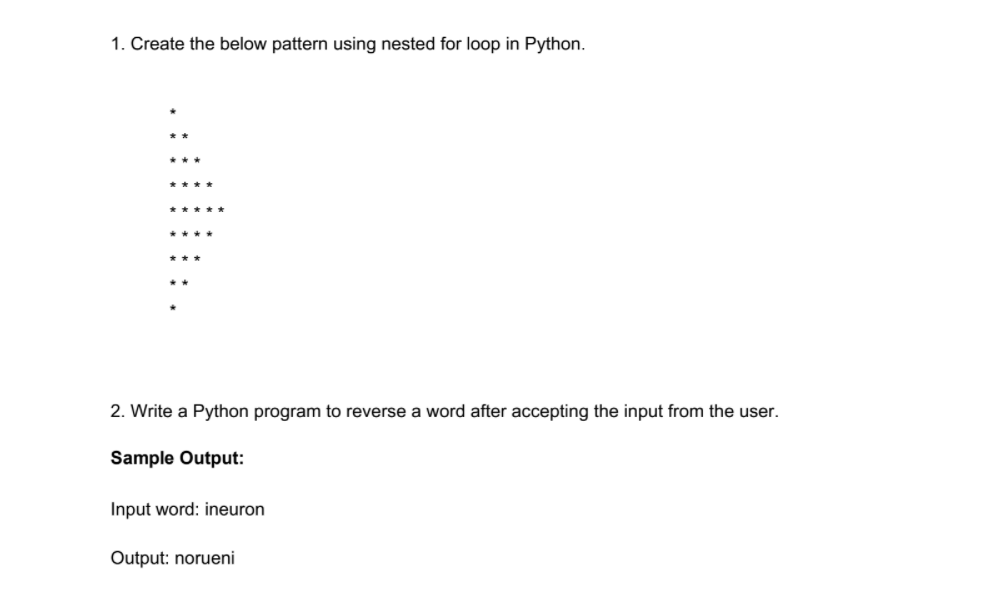 1. Create the below pattern using nested for loop in Python.
*
* *
* * *
* * * *
* * * * *
* * * *
* * *
* *
*
2. Write a Python program to reverse a word after accepting the input from the user.
Sample Output:
Input word: ineuron
Output: norueni